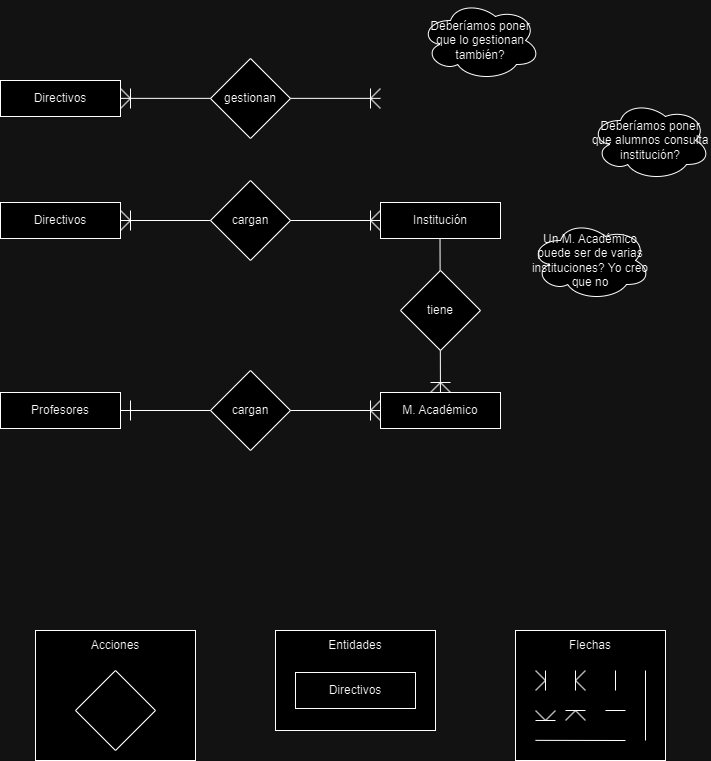 Deberíamos poner
que lo gestionan
también?
Directivos
gestionan
Deberíamos poner
que alumnos consulta
institución?
Directivos
cargan
Institución
Un M. Académico
puede ser de varias
instituciones? Yo creo
que no
tiene
Profesores
cargan
M. Académico
Acciones
Entidades
Directivos
Flechas